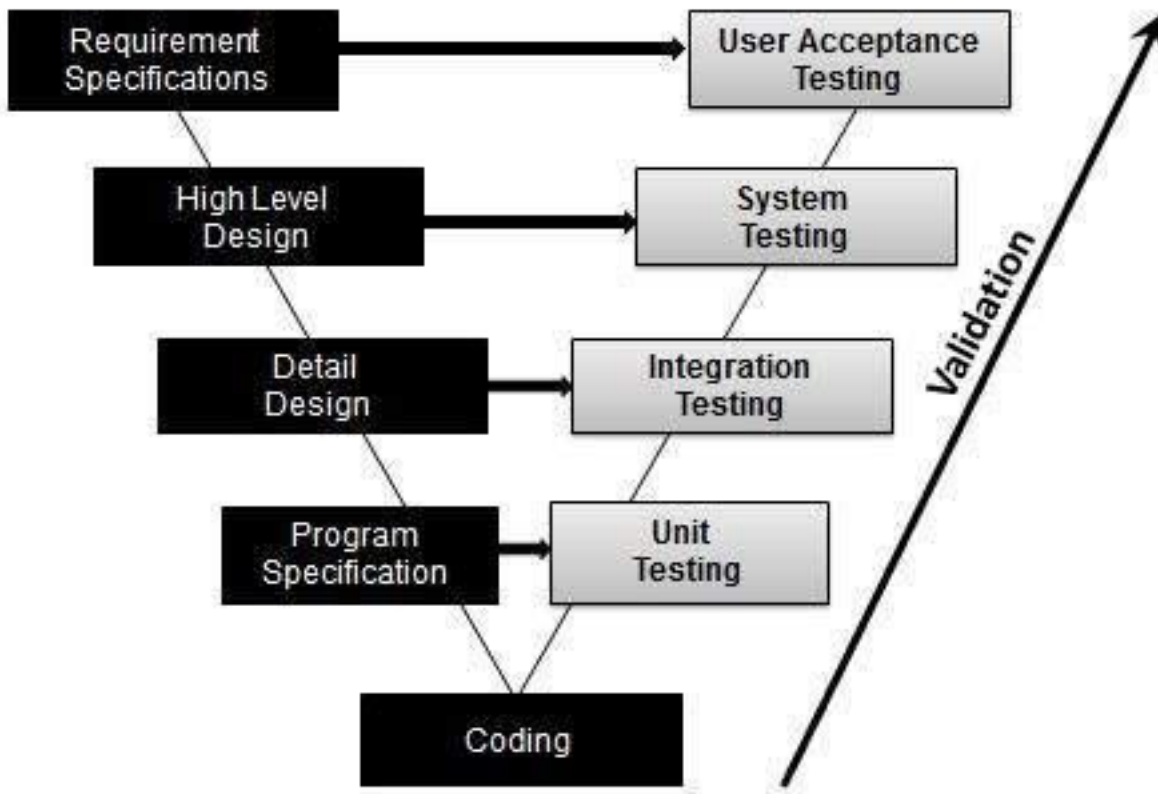 Requirement
Specifications
User Acceptance
Testing
High Level
Design
System
Testing
Detail
Design
Integration
Testing
Program
Specification
Unit
Testing
Coding
Validation